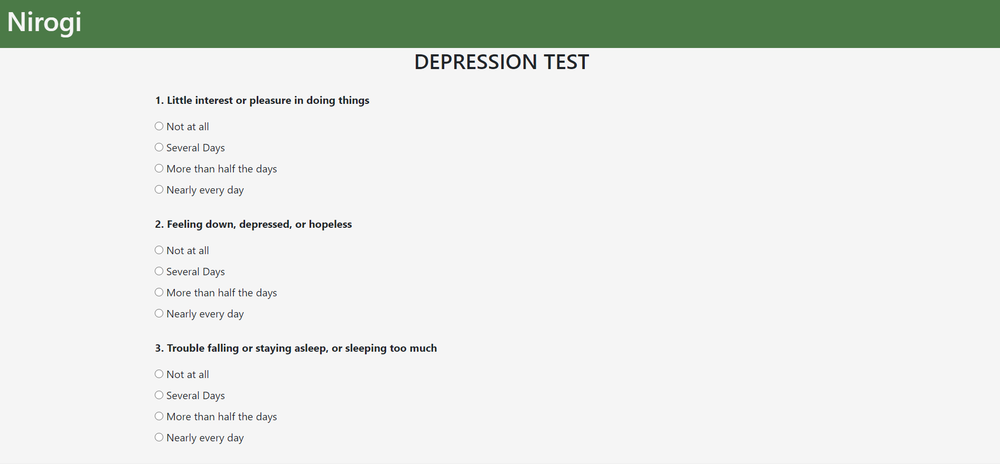 Nirogi
DEPRESSION TEST
1. Little interest or pleasure in doing things
Not at all
Several Days
More than half the days
Nearly every day
2. Feeling down, depressed, or hopeless
Not at all
Several Days
More than half the days
Nearly every day
3. Trouble falling or staying asleep, or sleeping too much
Not at all
Several Days
More than half the days
Nearly every day